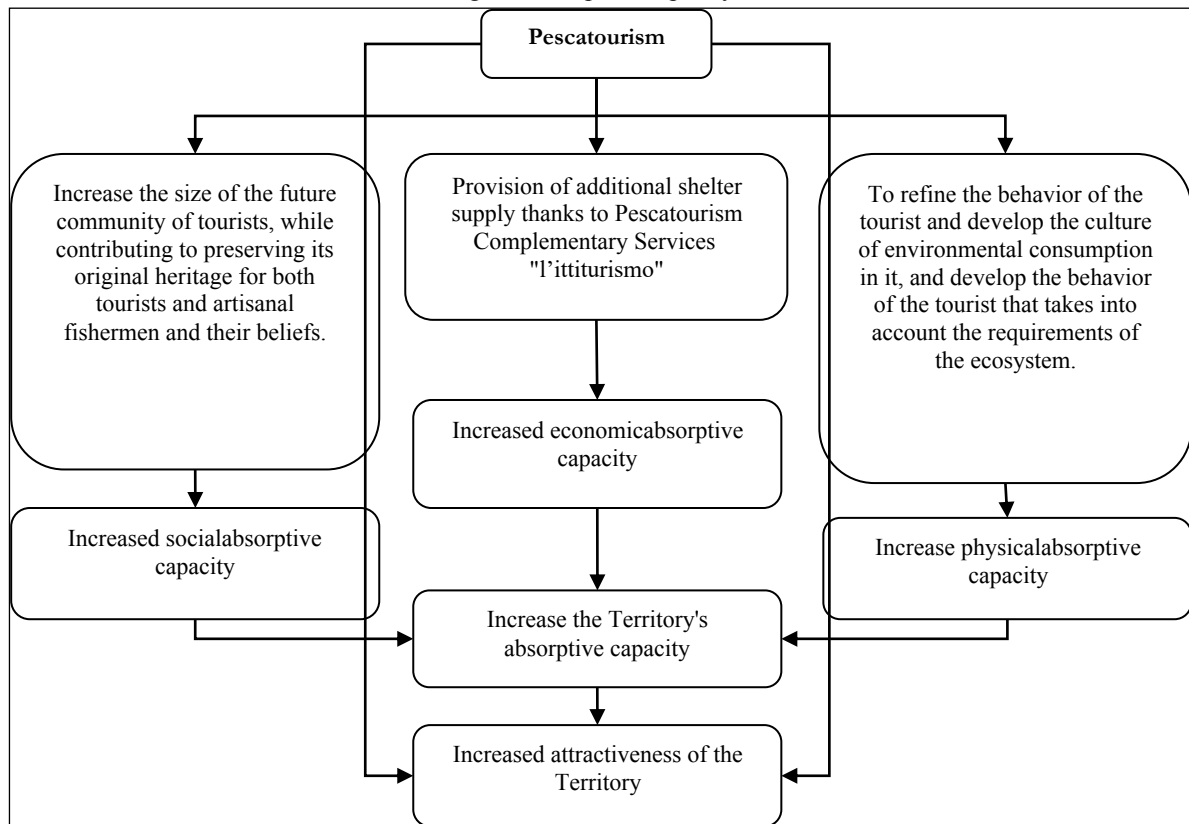 Pescatourism
Increase the size of the future
community of tourists, while
contributing to preserving its
original heritage for both
tourists and artisanal
fishermen and their beliefs.
Provision of additional shelter
supply thanks to Pescatourism
Complementary Services
"l’ittiturismo"
To refine the behavior of the
tourist and develop the culture
of environmental consumption
in it, and develop the behavior
of the tourist that takes into
account the requirements of
the ecosystem.
Increased economicabsorptive
capacity
Increased socialabsorptive
capacity
Increase physicalabsorptive
capacity
Increase the Territory's
absorptive capacity
Increased attractiveness of the
Territory